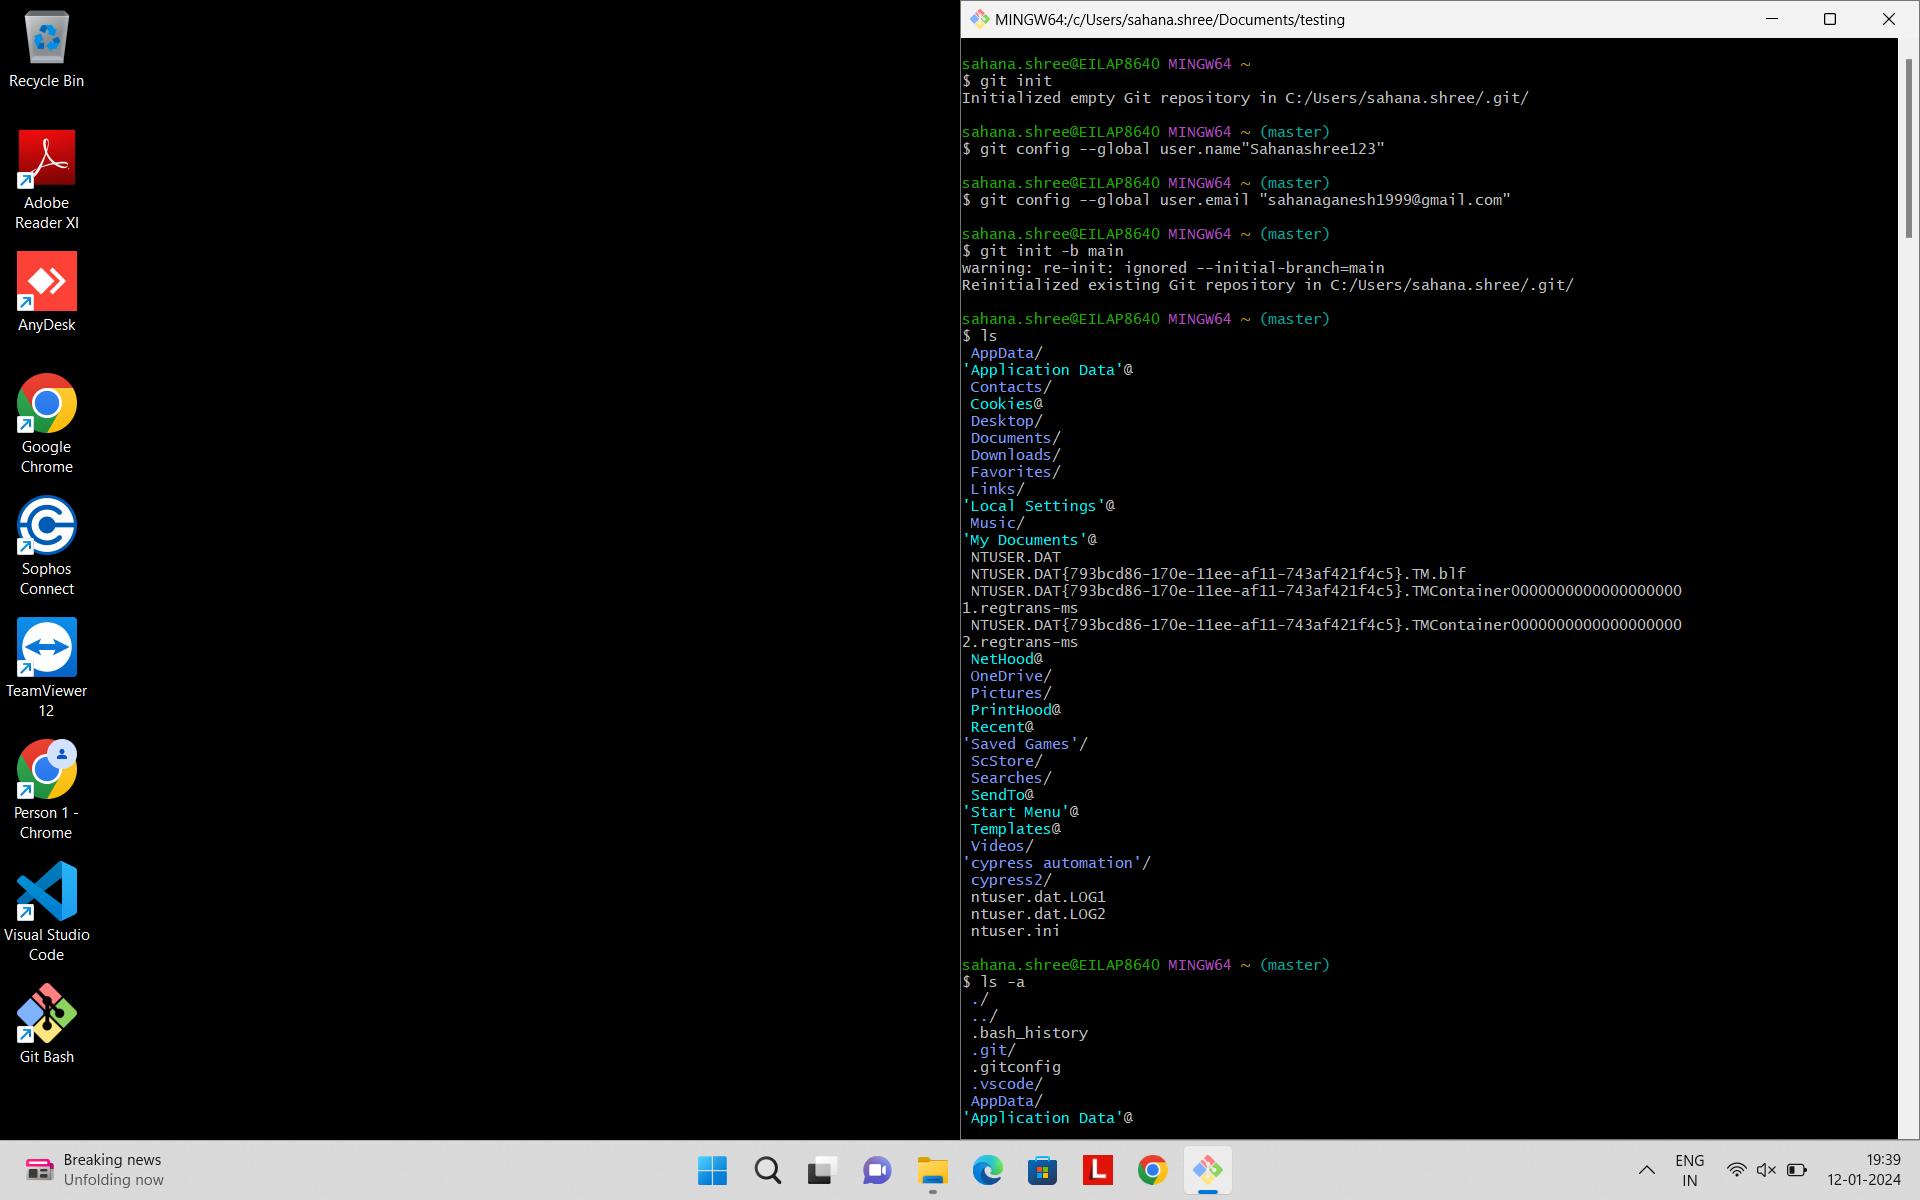 Recycle Bin
Adobe
Reader XI
AnyDesk
Google
Chrome
Sophos
Connect
TeamViewer
12
Person 1 -
Chrome
Visual Studio
Code
Git Bash
MINGW64:/c/Users/sahana.shree/Documents/testing
sahana.shree@EILAP8640 MINGW64 ~
$ git init
Initialized empty Git repository in C:/Users/sahana.shree/.git/
sahana.shree@EILAP8640 MINGW64 ~ (master)
$ git config --global user.name"Sahanashree123"
sahana.shree@EILAP8640 MINGW64 ~ (master)
$ git config --global user.email "sahanaganesh1999@gmail.com"
sahana.shree@EILAP8640 MINGW64 ~ (master)
$ git init -b main
warning: re-init: ignored --initial-branch=main
Reinitialized existing Git repository in C:/Users/sahana.shree/.git/
sahana.shree@EILAP8640 MINGW64 ~ (master)
$ ls
AppData/
'Application Data'@
Contacts/
Cookies@
Desktop/
Documents/
Downloads/
Favorites/
Links/
'Local Settings'@
Music/
'My Documents'@
NTUSER.DAT
NTUSER.DAT{793bcd86-170e-11ee-af11-743af421f4c5}.TM.blf
NTUSER.DAT{793bcd86-170e-11ee-af11-743af421f4c5}.TMContainer0000000000000000000
1.regtrans-ms
NTUSER.DAT{793bcd86-170e-11ee-af11-743af421f4c5}.TMContainer0000000000000000000
2.regtrans-ms
NetHood@
OneDrive/
Pictures/
PrintHood@
Recent@
'Saved Games'/
ScStore/
Searches/
SendTo@
'Start Menu'@
Templates@
Videos/
'cypress automation'/
cypress2/
ntuser.dat.LOG1
ntuser.dat.LOG2
ntuser.ini
sahana.shree@EILAP8640 MINGW64 ~ (master)
$ ls -a
./
../
.bash_history
.git/
.gitconfig
.vscode/
AppData/
'Application Data'@
Breaking news
Unfolding now
L
ENG
IN
19:39
12-01-2024